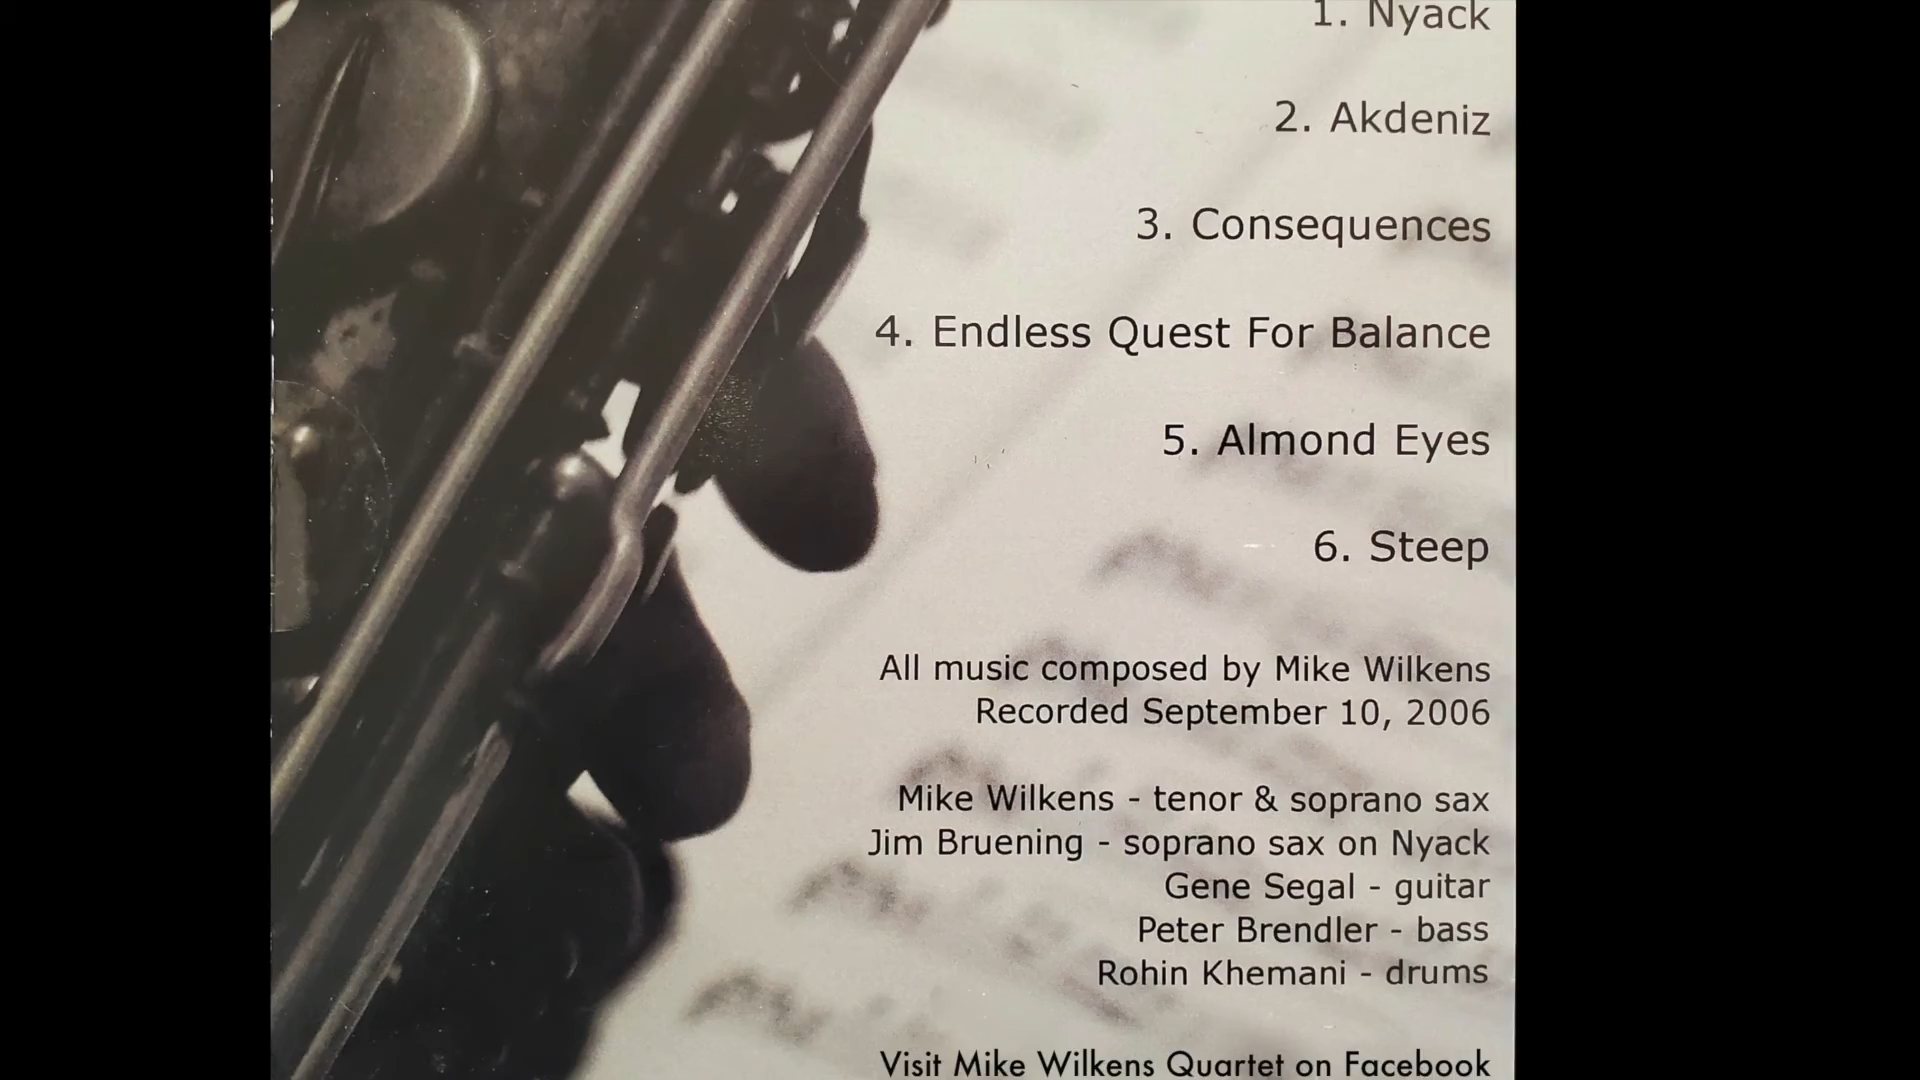 1. Nyack
2. Akdeniz
3. Consequences
4. Endless Quest For Balance
5. Almond Eyes
6. Steep
All music composed by Mike Wilkens
Recorded September 10, 2006
Mike Wilkens - tenor & soprano sax
Jim Bruening - soprano sax on Nyack
Gene Segal - guitar
Peter Brendler - bass
Rohin Khemani - drums
Visit Mike Wilkens Quartet on Facebook